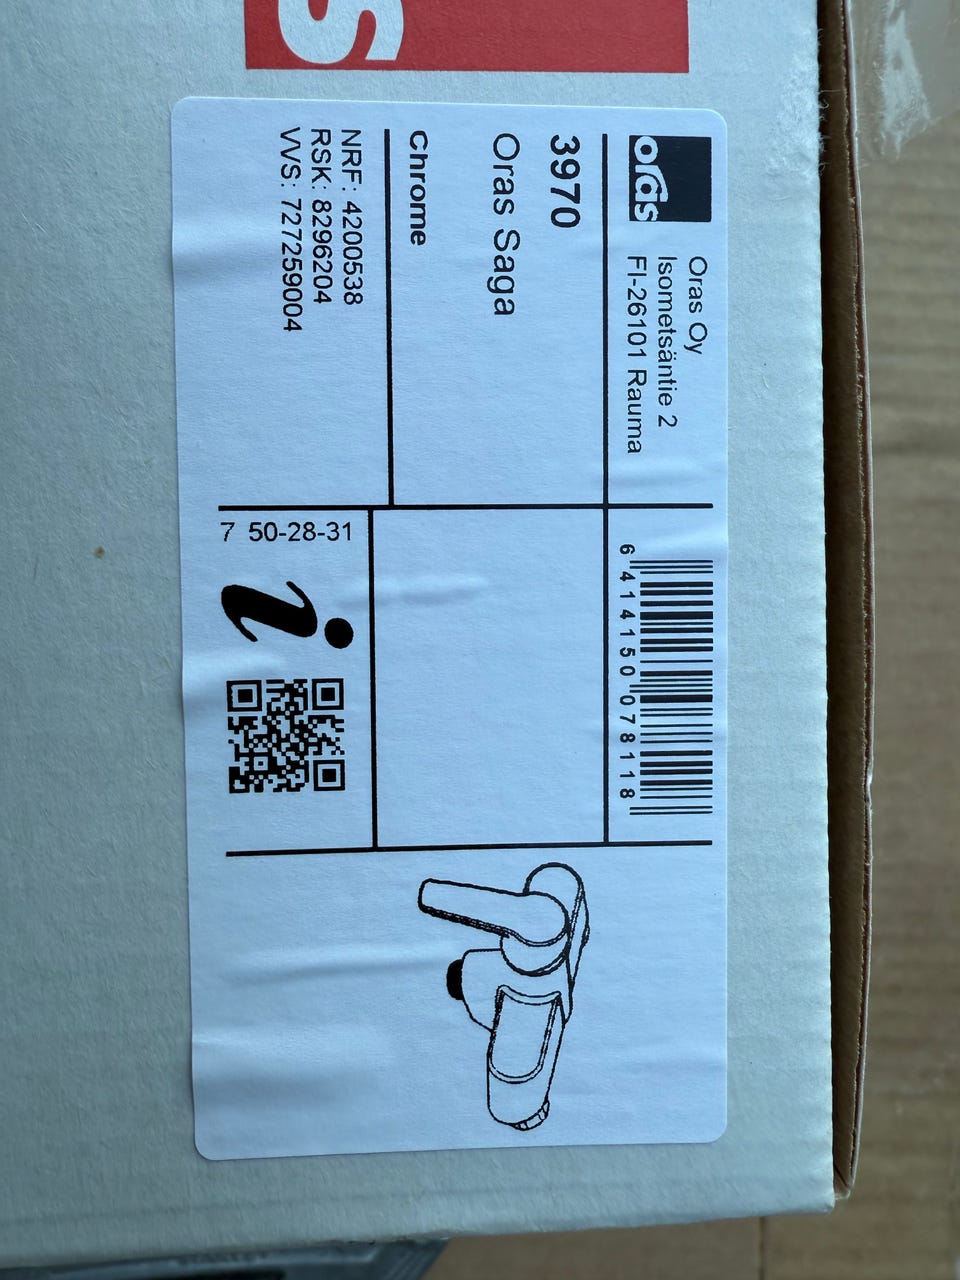 s
oras
Oras Oy
Isometsäntie 2
FI-26101 Rauma
6 414150 078118
3970
Oras Saga
Chrome
NRF: 4200538
RSK: 8296204
VVS: 727259004
7 50-28-31
i